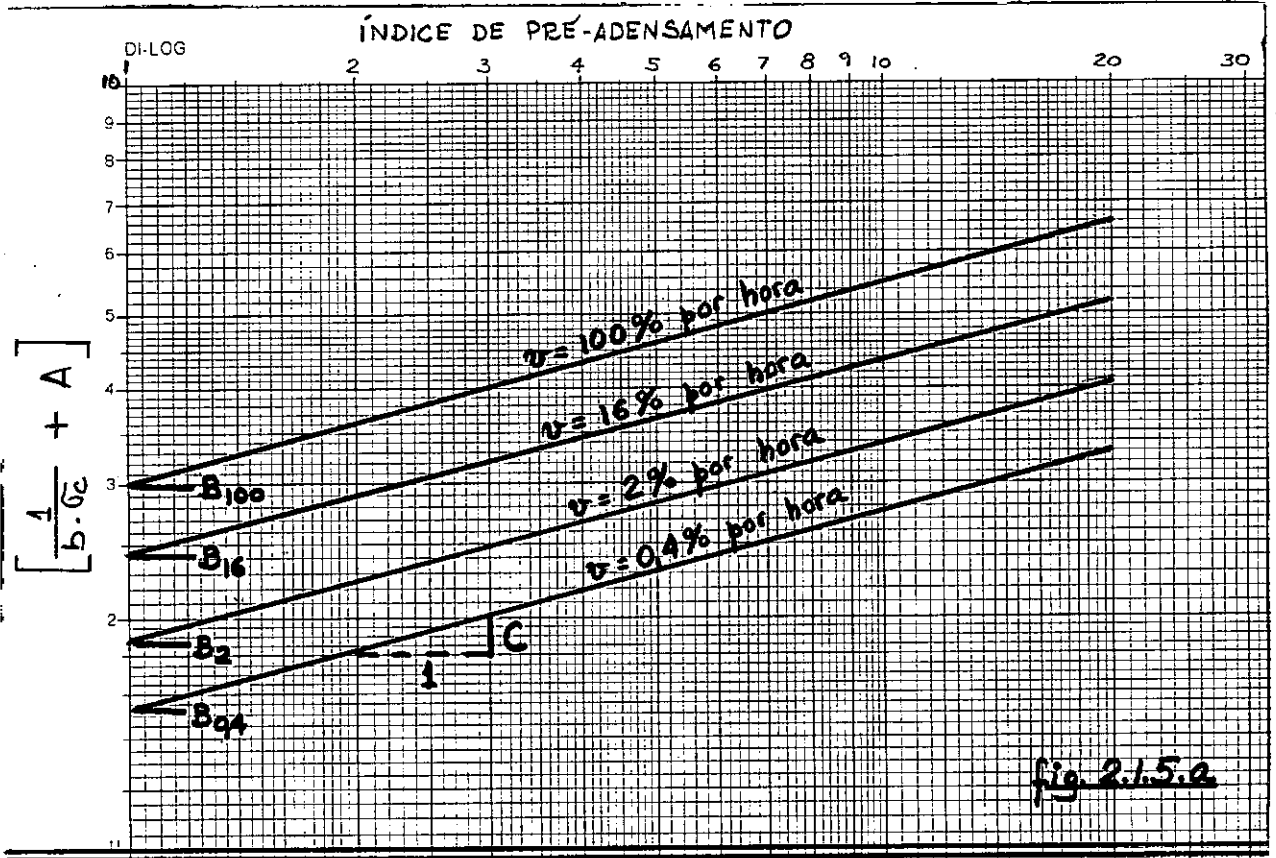 ÍNDICE DE PRÉ-ADENSAMENTO
DI-LOG
1 2 3 4 5 6 7 8 9 10 20 30
10
9
8
7
6
5
4
3
2
1
[1/b.σc + A]
v = 100% por hora
v = 16% por hora
v = 2% por hora
v = 0,4% por hora
B100
B16
B2
B0,4
C
1
fig. 2.1.5.a